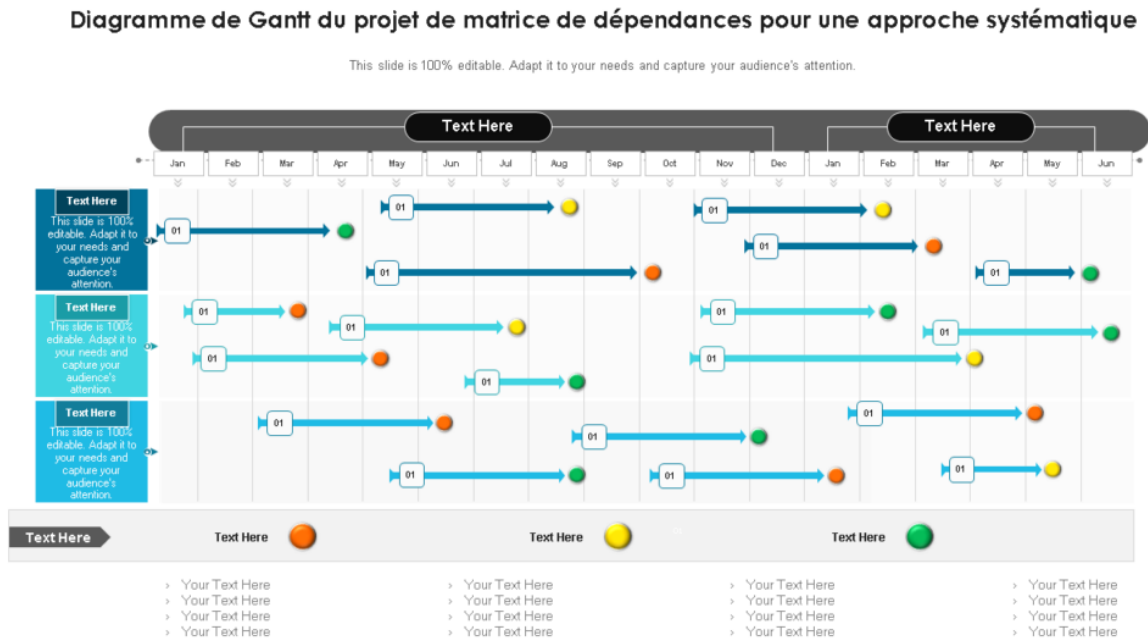 Diagramme de Gantt du projet de matrice de dépendances pour une approche systématique
This slide is 100% editable. Adapt it to your needs and capture your audience's attention.
Text Here Text Here
Jan Feb Mar Apr May Jun Jul Aug Sep Oct Nov Dec Jan Feb Mar Apr May Jun
Text Here
This slide is 100%
editable. Adapt it to
your needs and
capture your
audience's
attention.
01 01
01
01
01 01
Text Here
This slide is 100%
editable. Adapt it to
your needs and
capture your
audience's
attention.
01 01
01 01
01 01
01
Text Here
This slide is 100%
editable. Adapt it to
your needs and
capture your
audience's
attention.
01
01
01
01 01 01
01
Text Here Text Here Text Here Text Here
› Your Text Here › Your Text Here › Your Text Here › Your Text Here
› Your Text Here › Your Text Here › Your Text Here › Your Text Here
› Your Text Here › Your Text Here › Your Text Here › Your Text Here
› Your Text Here › Your Text Here › Your Text Here › Your Text Here